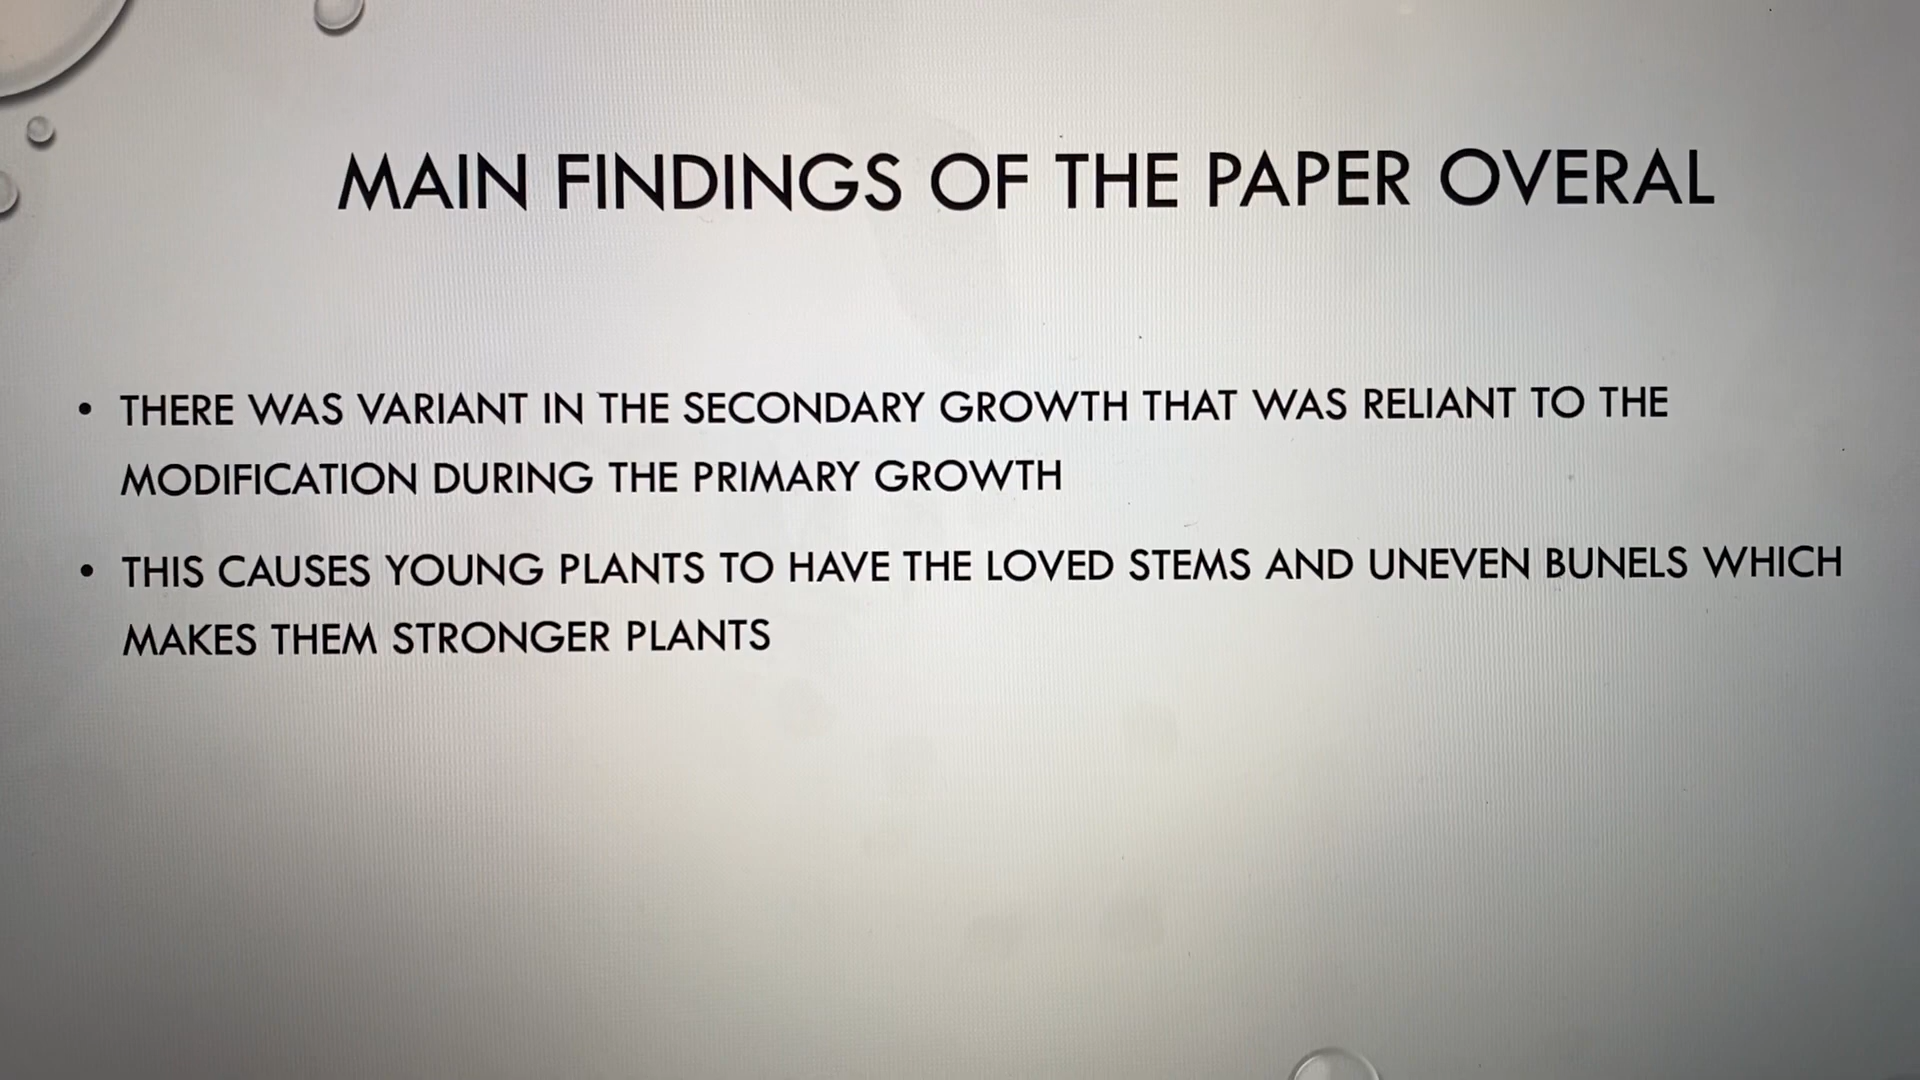 MAIN FINDINGS OF THE PAPER OVERAL
• THERE WAS VARIANT IN THE SECONDARY GROWTH THAT WAS RELIANT TO THE
MODIFICATION DURING THE PRIMARY GROWTH
• THIS CAUSES YOUNG PLANTS TO HAVE THE LOVED STEMS AND UNEVEN BUNELS WHICH
MAKES THEM STRONGER PLANTS